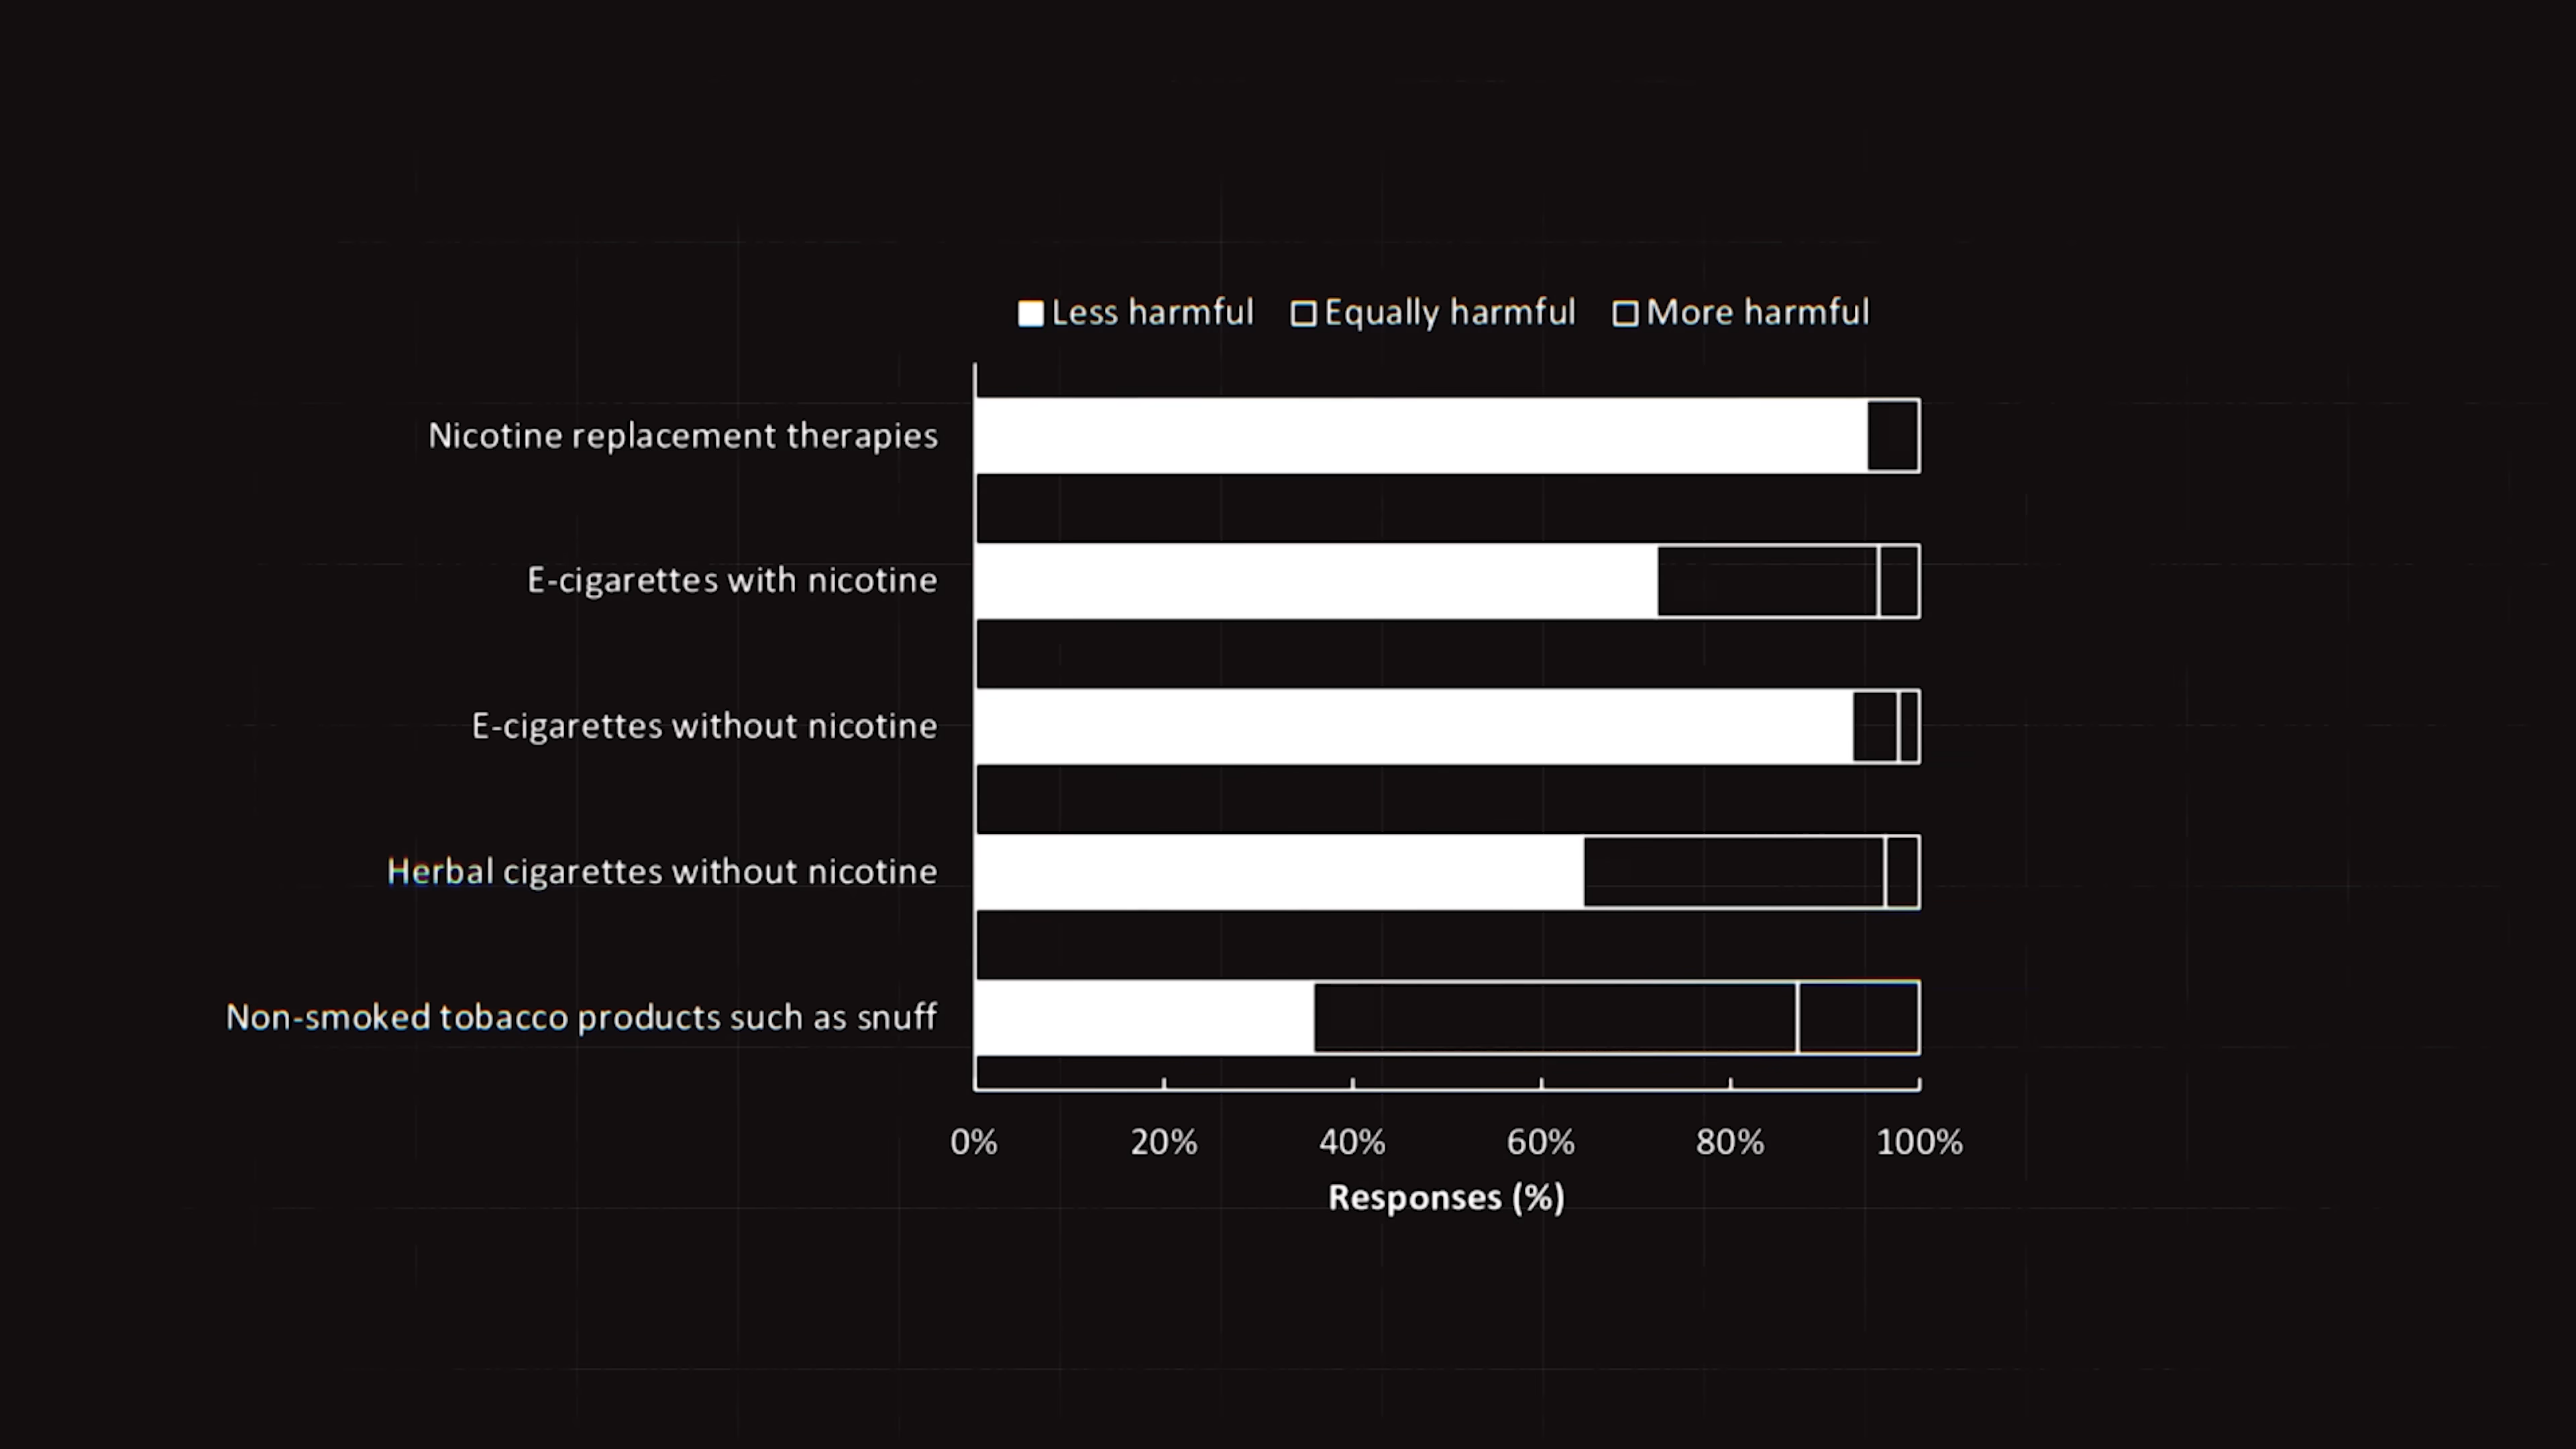 Less harmful Equally harmful More harmful
Nicotine replacement therapies
E-cigarettes with nicotine
E-cigarettes without nicotine
Herbal cigarettes without nicotine
Non-smoked tobacco products such as snuff
0% 20% 40% 60% 80% 100%
Responses (%)